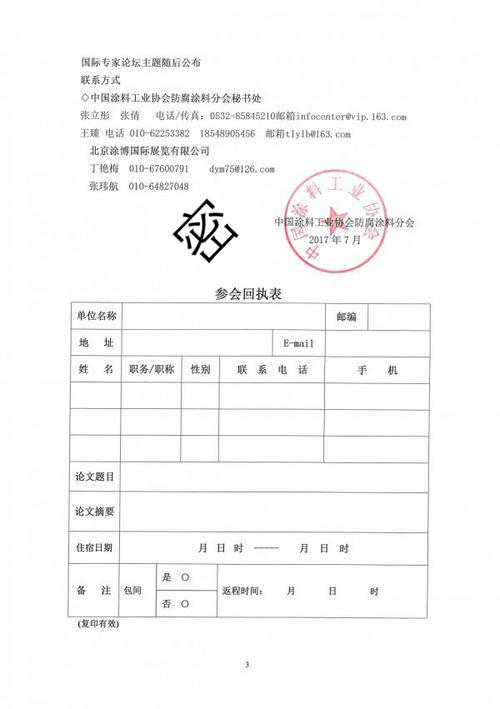 国际专家论坛主题随后公布
联系方式
◇中国涂料工业协会防腐涂料分会秘书处
张立彤 张倩 电话/传真: 0532-85845210邮箱infocenter@vip.163.com
王臻 电话 010-62253382 18548905456 邮箱tlylb@163.com
北京涂博国际展览有限公司
丁艳梅 010-67600791 dym75@126.com
张玮航 010-64827048
密
中国涂料工业协会
中国涂料工业协会防腐涂料分会
2017 年 7 月
参会回执表
单位名称 邮编
地 址 E-mail
姓 名 职务/职称 性别 联 系 电 话 手 机
论文题目
论文摘要
住宿日期 月 日 时 ----- 月 日 时
备 注 包间 是 ○ 返程时间: 月 日 时
否 ○
(复印有效)
3